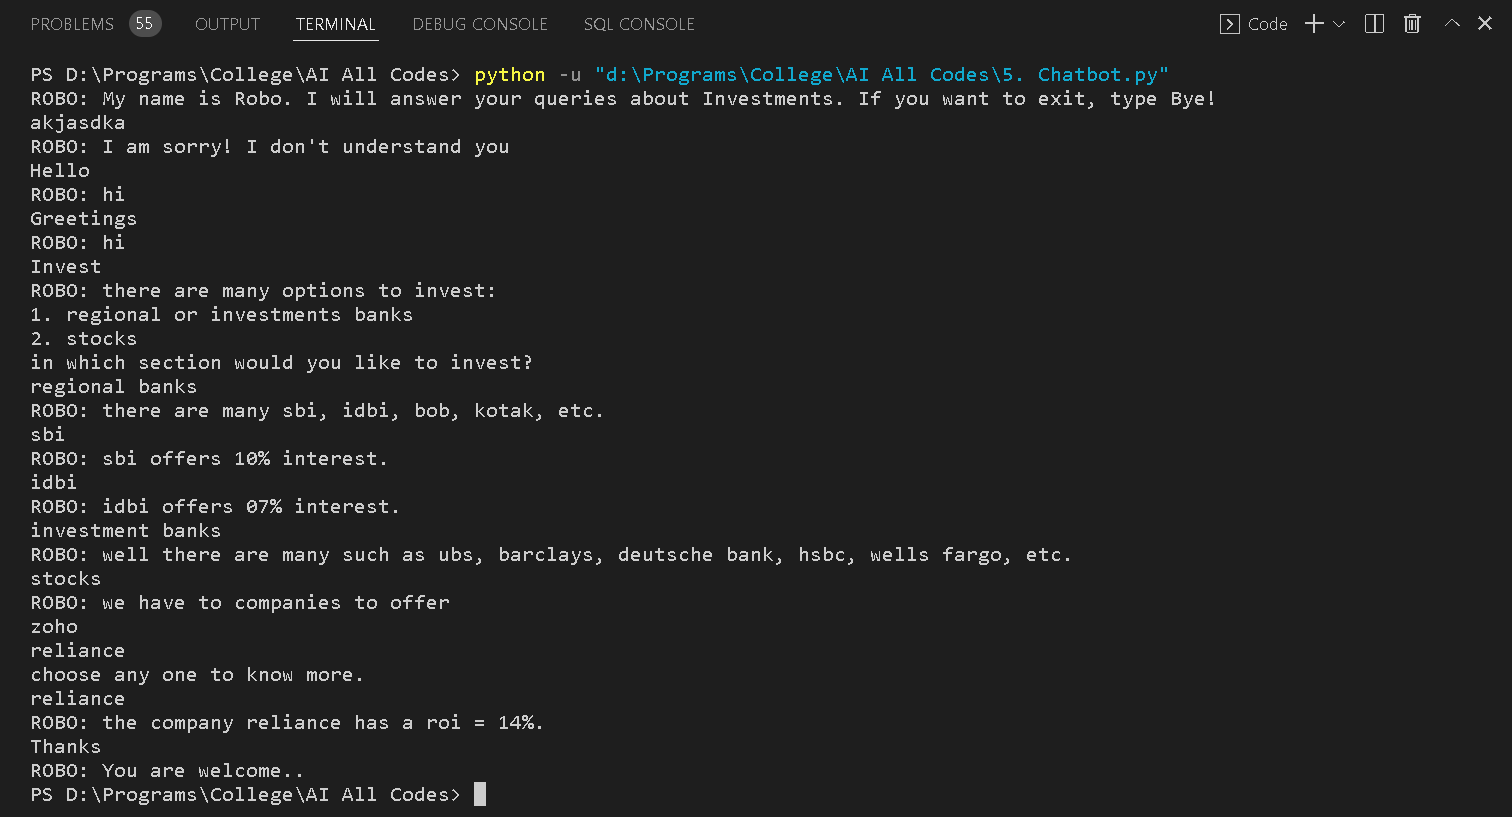 PROBLEMS 55 OUTPUT TERMINAL DEBUG CONSOLE SQL CONSOLE Code
PS D:\Programs\College\AI All Codes> python -u "d:\Programs\College\AI All Codes\5. Chatbot.py"
ROBO: My name is Robo. I will answer your queries about Investments. If you want to exit, type Bye!
akjasdka
ROBO: I am sorry! I don't understand you
Hello
ROBO: hi
Greetings
ROBO: hi
Invest
ROBO: there are many options to invest:
1. regional or investments banks
2. stocks
in which section would you like to invest?
regional banks
ROBO: there are many sbi, idbi, bob, kotak, etc.
sbi
ROBO: sbi offers 10% interest.
idbi
ROBO: idbi offers 07% interest.
investment banks
ROBO: well there are many such as ubs, barclays, deutsche bank, hsbc, wells fargo, etc.
stocks
ROBO: we have to companies to offer
zoho
reliance
choose any one to know more.
reliance
ROBO: the company reliance has a roi = 14%.
Thanks
ROBO: You are welcome..
PS D:\Programs\College\AI All Codes>